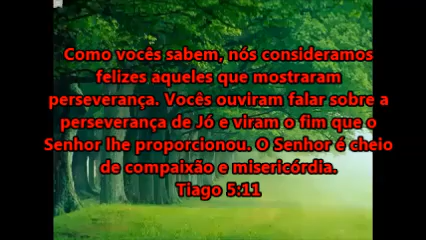 Como vocês sabem, nós consideramos
felizes aqueles que mostraram
perseverança. Vocês ouviram falar sobre a
perseverança de Jó e viram o fim que o
Senhor lhe proporcionou. O Senhor é cheio
de compaixão e misericórdia.
Tiago 5:11